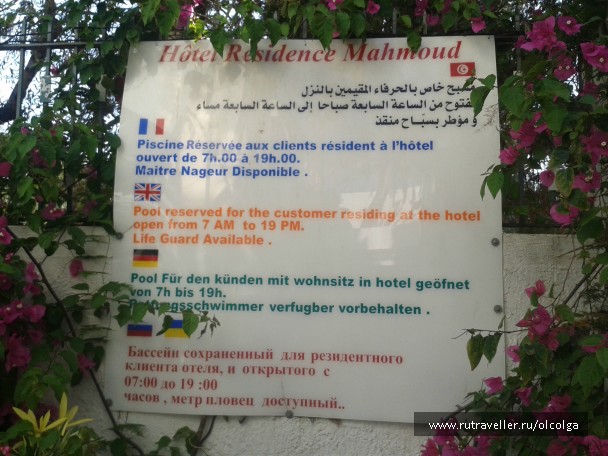 Hôtel Résidence Mahmoud
مسبح خاص بالحرفاء المقيمين بالنزل
مفتوح من الساعة السابعة صباحا إلى الساعة السابعة مساء
و مؤطر بسبّاح منقذ
Piscine Réservée aux clients résident à l'hôtel
ouvert de 7h.00 à 19h.00.
Maitre Nageur Disponible .
Pool reserved for the customer residing at the hotel
open from 7 AM to 19 PM.
Life Guard Available .
Pool Für den künden mit wohnsitz in hotel geöfnet
von 7h bis 19h.
verfugber vorbehalten .
Бассейн сохраненный для резидентного
клиента отеля, и открытого с
07:00 до 19 :00
часов , метр пловец доступный..
www.rutraveller.ru/olcolga